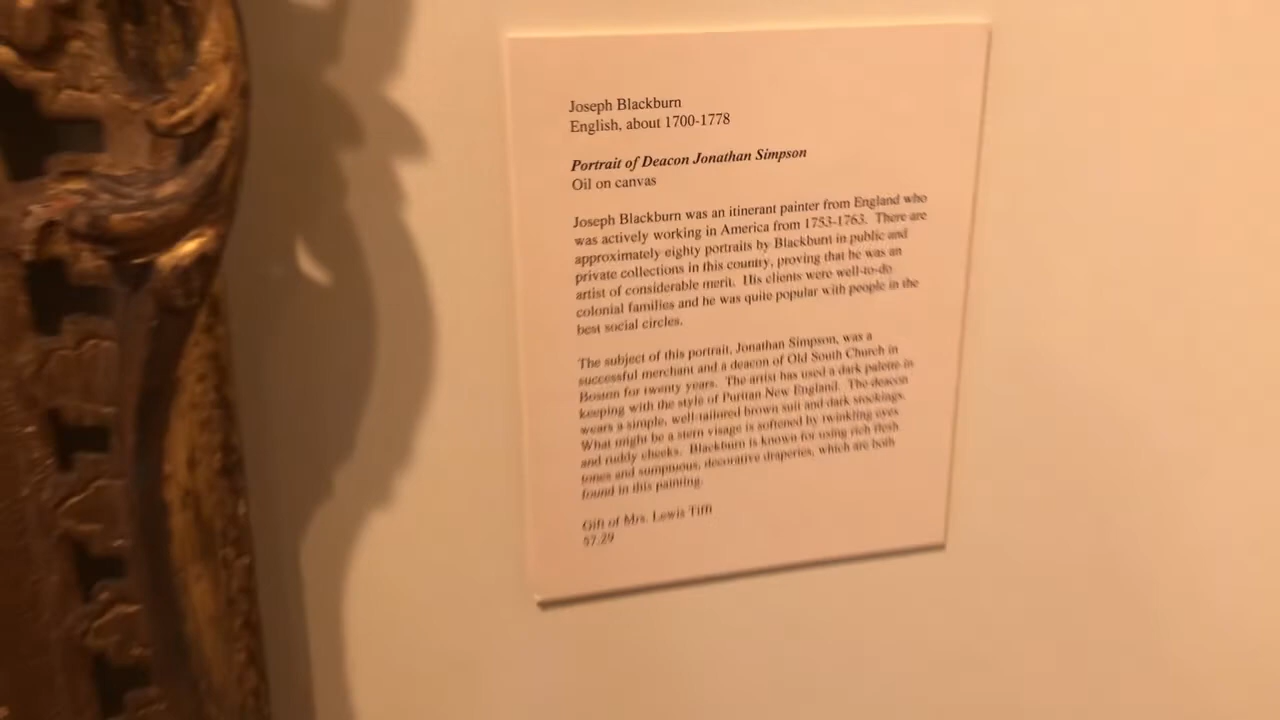 Joseph Blackburn
English, about 1700-1778
Portrait of Deacon Jonathan Simpson
Oil on canvas
Joseph Blackburn was an itinerant painter from England who
was actively working in America from 1753-1763. There are
approximately eighty portraits by Blackburn in public and
private collections in this country, proving that he was an
artist of considerable merit. His clients were well-to-do
colonial families and he was quite popular with people in the
best social circles.
The subject of this portrait, Jonathan Simpson, was a
successful merchant and a deacon of Old South Church in
Boston for twenty years. The artist has used a dark palette in
keeping with the style of Puritan New England. The deacon
wears a simple, well-tailored brown suit and dark stockings.
What might be a stern visage is softened by twinkling eyes
and ruddy cheeks. Blackburn is known for using rich flesh
tones and sumptuous, decorative draperies, which are both
found in this painting.
Gift of Mrs. Lewis Tifft
57.29